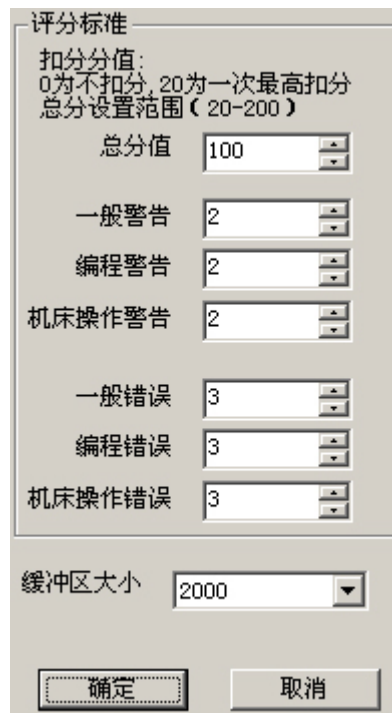 评分标准
扣分分值:
0为不扣分,20为一次最高扣分
总分设置范围(20-200)
总分值 100
一般警告 2
编程警告 2
机床操作警告 2
一般错误 3
编程错误 3
机床操作错误 3
缓冲区大小 2000
确定 取消